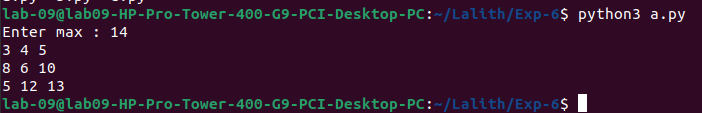 lab-09@lab09-HP-Pro-Tower-400-G9-PCI-Desktop-PC:~/Lalith/Exp-6$ python3 a.py
Enter max : 14
3 4 5
8 6 10
5 12 13
lab-09@lab09-HP-Pro-Tower-400-G9-PCI-Desktop-PC:~/Lalith/Exp-6$